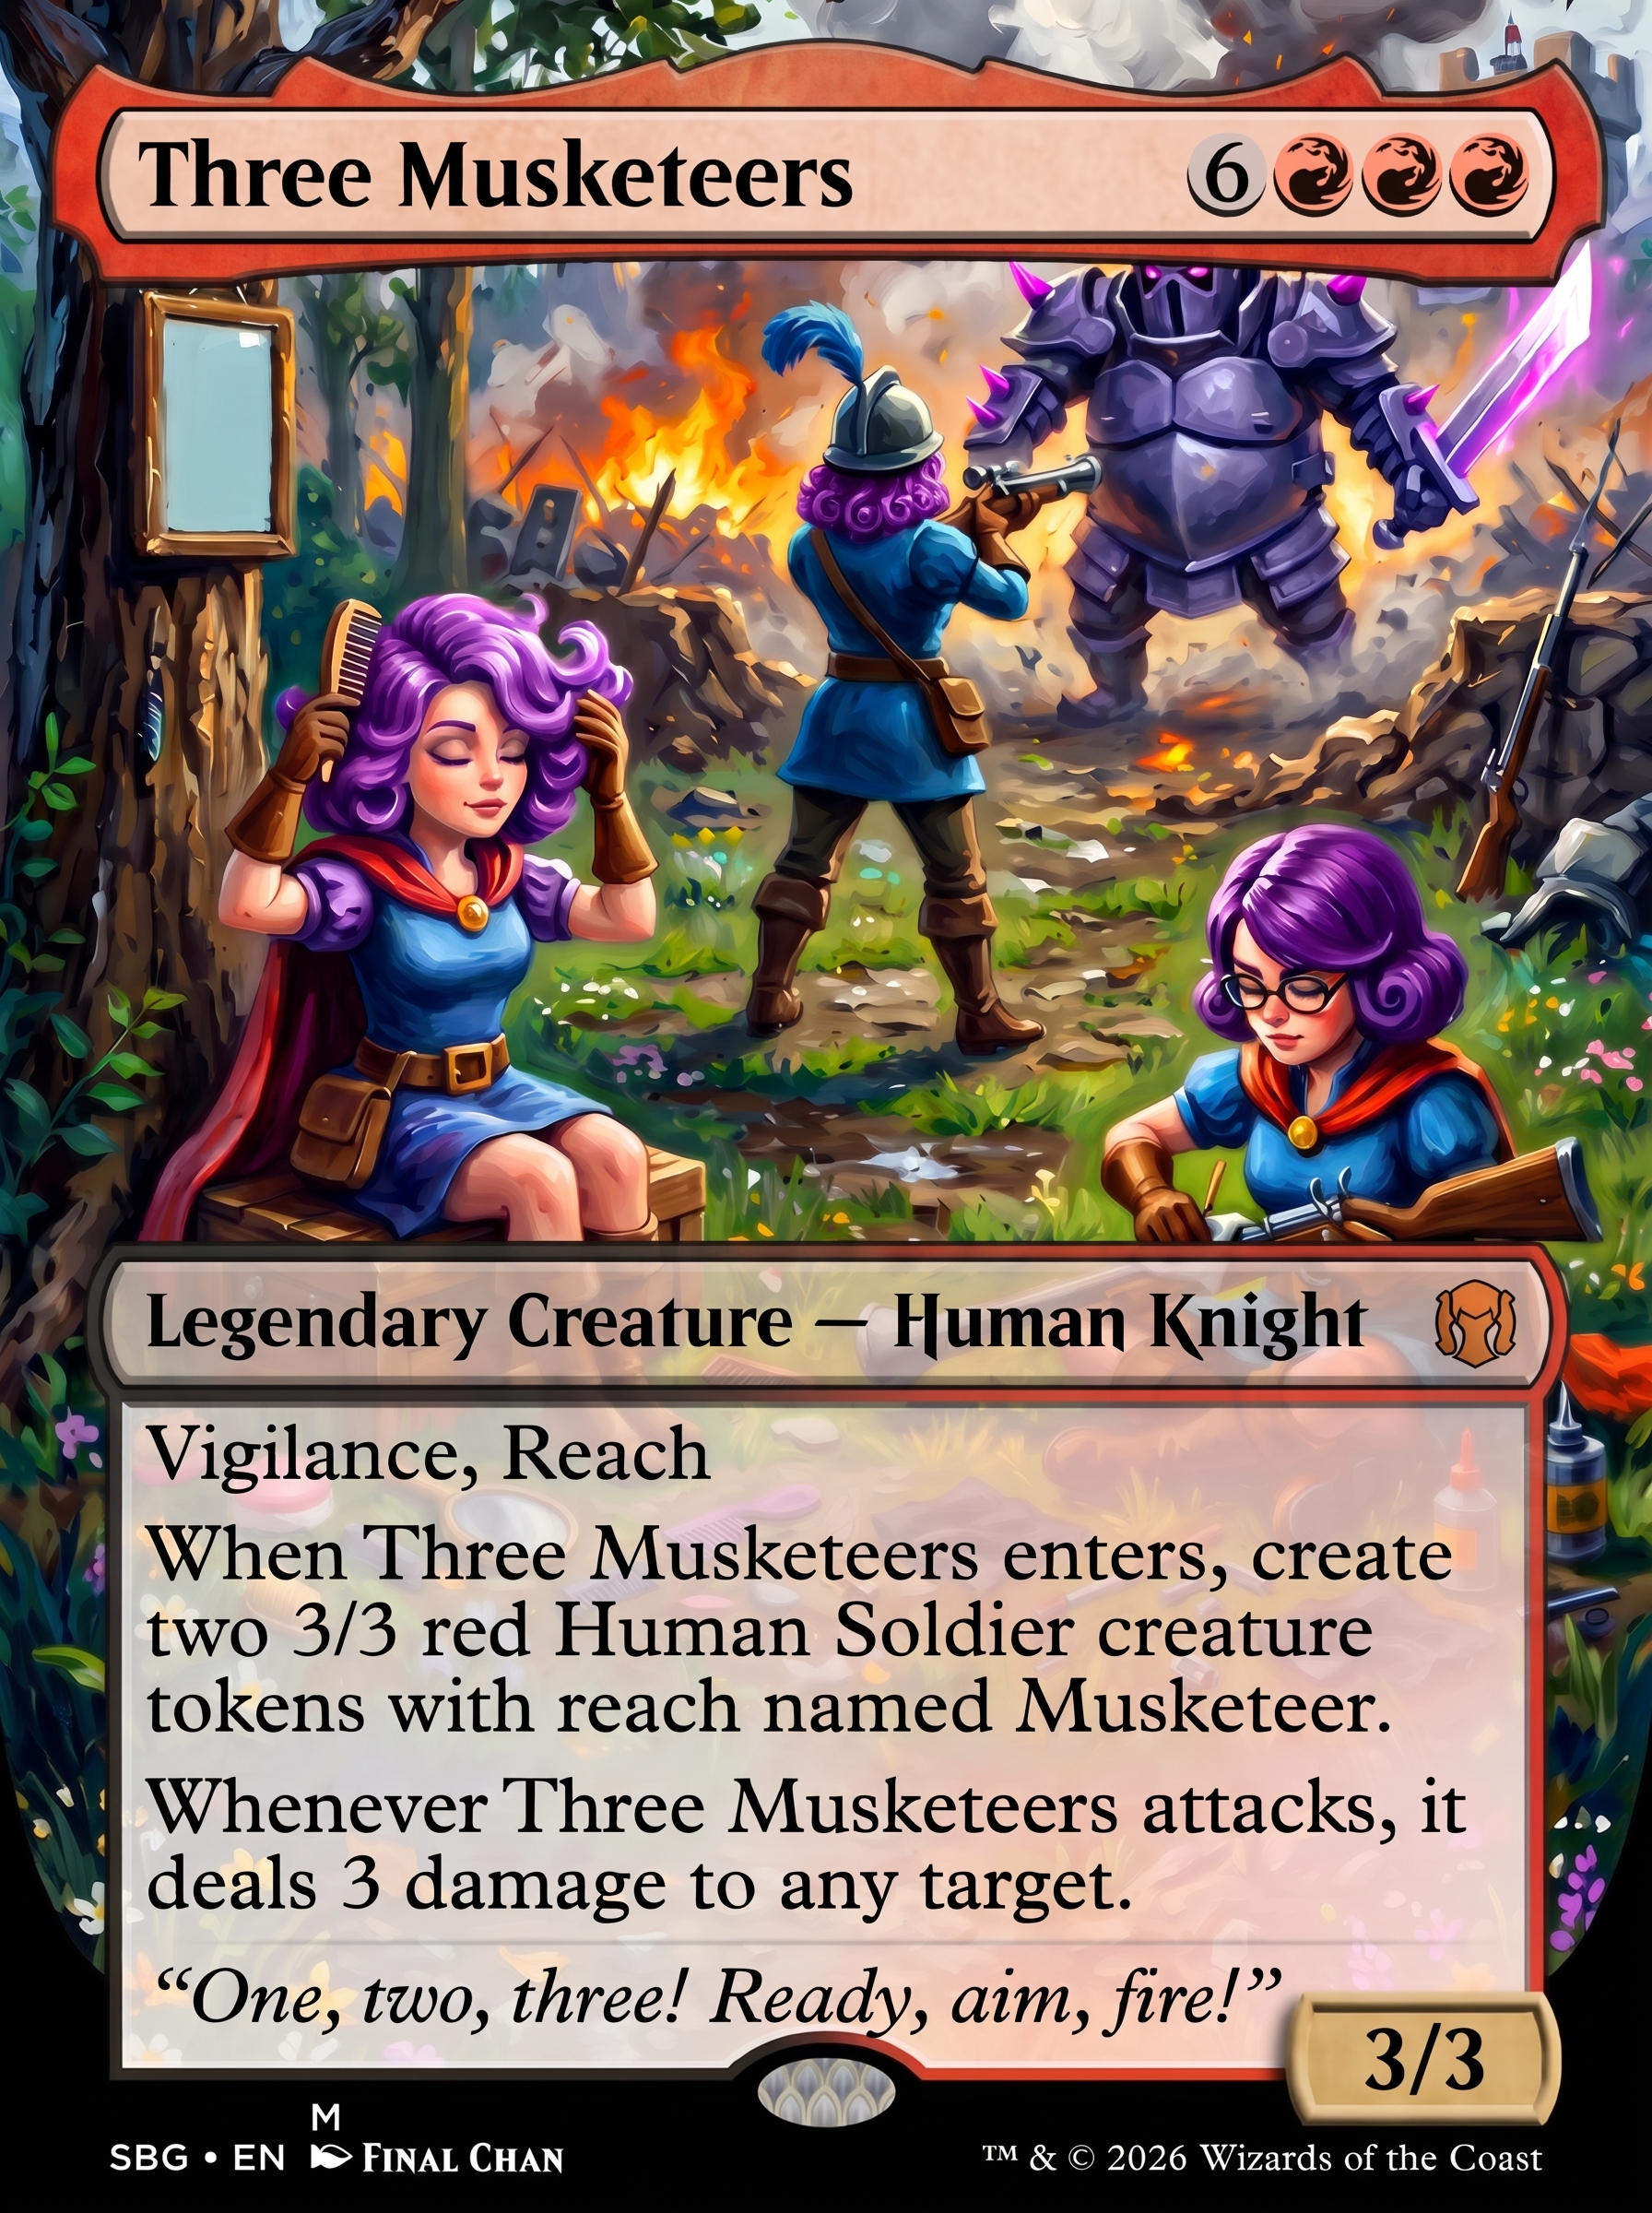 Three Musketeers 6
Legendary Creature — Human Knight
Vigilance, Reach
When Three Musketeers enters, create
two 3/3 red Human Soldier creature
tokens with reach named Musketeer.
Whenever Three Musketeers attacks, it
deals 3 damage to any target.
“One, two, three! Ready, aim, fire!”
3/3
M
SBG • EN FINAL CHAN
™ & © 2026 Wizards of the Coast